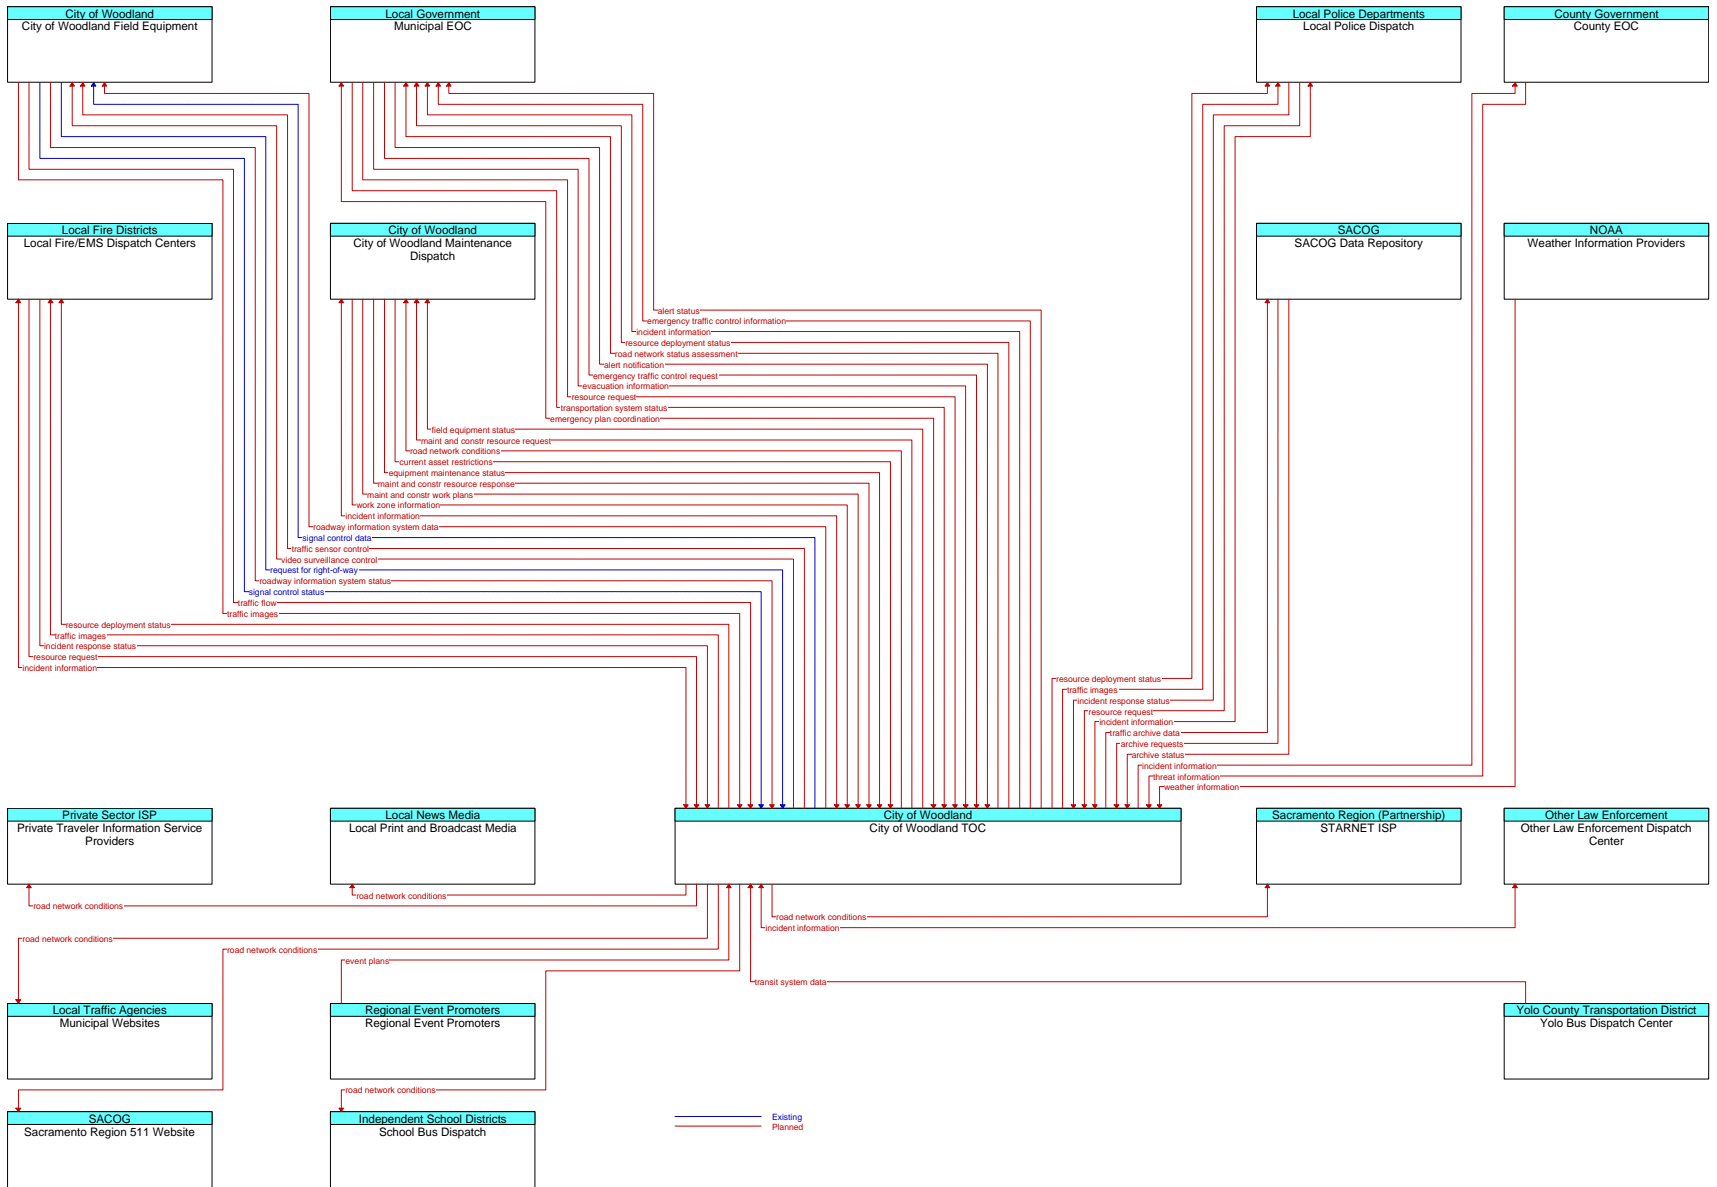 City of Woodland
City of Woodland Field Equipment
Local Government
Municipal EOC
Local Police Departments
Local Police Dispatch
County Government
County EOC
Local Fire Districts
Local Fire/EMS Dispatch Centers
City of Woodland
City of Woodland Maintenance
Dispatch
SACOG
SACOG Data Repository
NOAA
Weather Information Providers
alert status
emergency traffic control information
incident information
resource deployment status
road network status assessment
alert notification
emergency traffic control request
evacuation information
resource request
transportation system status
emergency plan coordination
field equipment status
maint and constr resource request
road network conditions
current asset restrictions
equipment maintenance status
maint and constr resource response
maint and constr work plans
work zone information
incident information
roadway information system data
signal control data
traffic sensor control
video surveillance control
request for right-of-way
roadway information system status
signal control status
traffic flow
traffic images
resource deployment status
traffic images
incident response status
resource request
incident information
resource deployment status
traffic images
incident response status
resource request
incident information
traffic archive data
archive requests
archive status
incident information
threat information
weather information
Private Sector ISP
Private Traveler Information Service
Providers
Local News Media
Local Print and Broadcast Media
City of Woodland
City of Woodland TOC
Sacramento Region (Partnership)
STARNET ISP
Other Law Enforcement
Other Law Enforcement Dispatch
Center
road network conditions
road network conditions
road network conditions
incident information
road network conditions
road network conditions
event plans
transit system data
Local Traffic Agencies
Municipal Websites
Regional Event Promoters
Regional Event Promoters
Yolo County Transportation District
Yolo Bus Dispatch Center
road network conditions
SACOG
Sacramento Region 511 Website
Independent School Districts
School Bus Dispatch
Existing
Planned